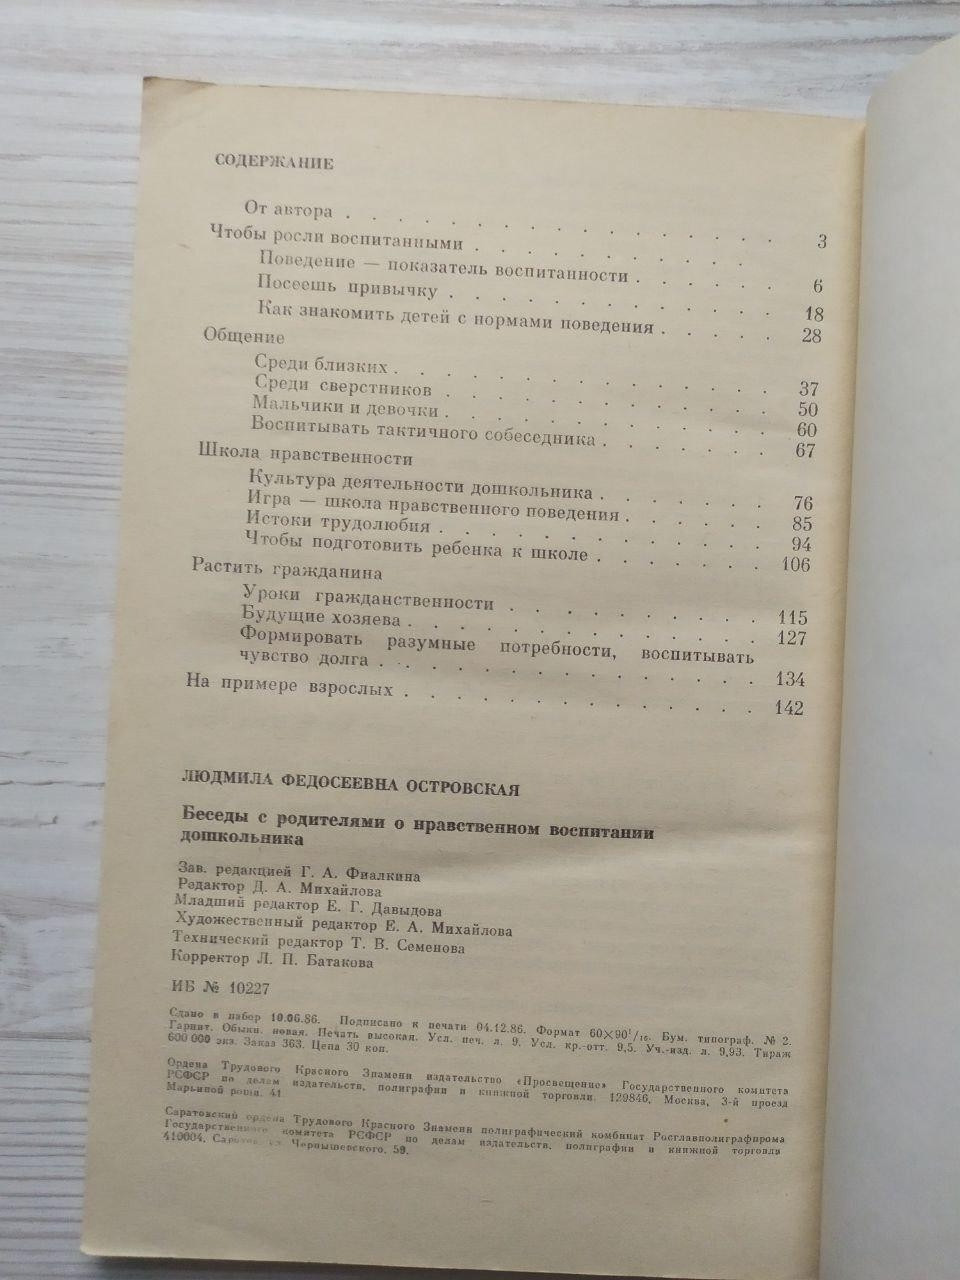 СОДЕРЖАНИЕ
От автора . . . . . . . . . . . . . . . . . 3
Чтобы росли воспитанными . . . . . . . . . . .
Поведение — показатель воспитанности . . . . . . 6
Посеешь привычку . . . . . . . . . . . . . 18
Как знакомить детей с нормами поведения . . . . . 28
Общение
Среди близких . . . . . . . . . . . . . . . 37
Среди сверстников . . . . . . . . . . . . . 50
Мальчики и девочки . . . . . . . . . . . . . 60
Воспитывать тактичного собеседника . . . . . . . 67
Школа нравственности
Культура деятельности дошкольника . . . . . . . 76
Игра — школа нравственного поведения . . . . . . 85
Истоки трудолюбия . . . . . . . . . . . . . 94
Чтобы подготовить ребенка к школе . . . . . . . 106
Растить гражданина
Уроки гражданственности . . . . . . . . . . 115
Будущие хозяева . . . . . . . . . . . . . . 127
Формировать разумные потребности, воспитывать
чувство долга . . . . . . . . . . . . . . . 134
На примере взрослых . . . . . . . . . . . . . . 142
ЛЮДМИЛА ФЕДОСЕЕВНА ОСТРОВСКАЯ
Беседы с родителями о нравственном воспитании
дошкольника
Зав. редакцией Г. А. Фиалкина
Редактор Д. А. Михайлова
Младший редактор Е. Г. Давыдова
Художественный редактор Е. А. Михайлова
Технический редактор Т. В. Семенова
Корректор Л. П. Батакова
ИБ № 10227
Сдано в набор 10.06.86. Подписано к печати 04.12.86. Формат 60×90¹/₁₆. Бум. типограф. № 2.
Гарнит. Обыкн. новая. Печать высокая. Усл. печ. л. 9. Усл. кр.-отт. 9,5. Уч.-изд. л. 9,93. Тираж
600 000 экз. Заказ 363. Цена 30 коп.
Ордена Трудового Красного Знамени издательство «Просвещение» Государственного комитета
РСФСР по делам издательств, полиграфии и книжной торговли. 129846, Москва, 3-й проезд
Марьиной рощи, 41
Саратовский ордена Трудового Красного Знамени полиграфический комбинат Росглавполиграфпрома
Государственного комитета РСФСР по делам издательств, полиграфии и книжной торговли
410004, Саратов, ул. Чернышевского, 59.